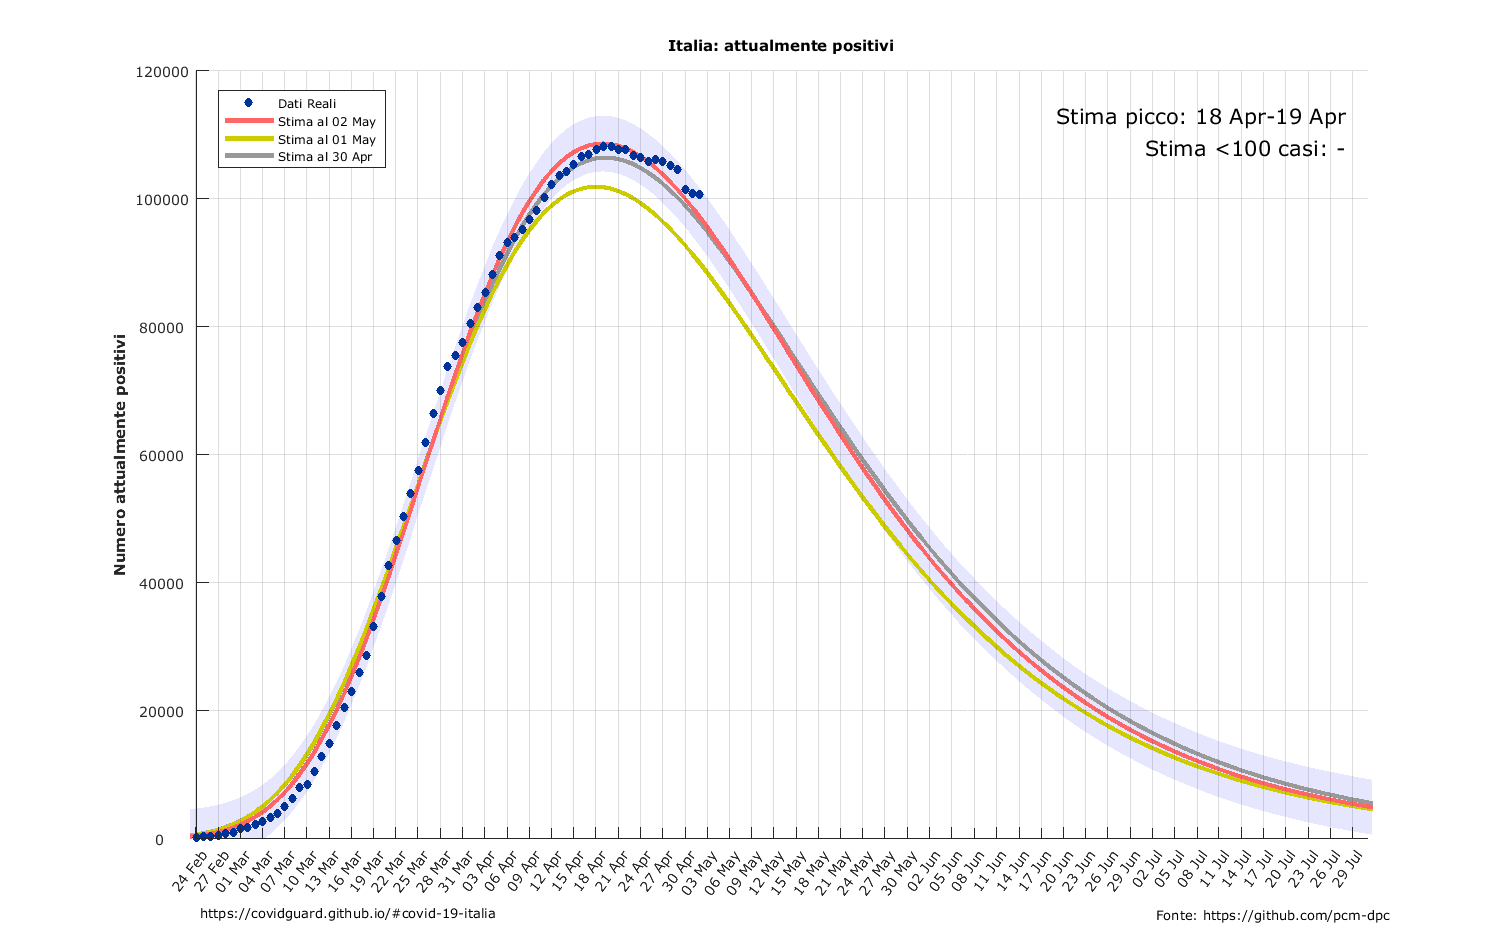 Italia: attualmente positivi
120000
100000
80000
60000
40000
20000
0
Numero attualmente positivi
Dati Reali
Stima al 02 May
Stima al 01 May
Stima al 30 Apr
Stima picco: 18 Apr-19 Apr
Stima <100 casi: -
24 Feb
27 Feb
01 Mar
04 Mar
07 Mar
10 Mar
13 Mar
16 Mar
19 Mar
22 Mar
25 Mar
28 Mar
31 Mar
03 Apr
06 Apr
09 Apr
12 Apr
15 Apr
18 Apr
21 Apr
24 Apr
27 Apr
30 Apr
03 May
06 May
09 May
12 May
15 May
18 May
21 May
24 May
27 May
30 May
02 Jun
05 Jun
08 Jun
11 Jun
14 Jun
17 Jun
20 Jun
23 Jun
26 Jun
29 Jun
02 Jul
05 Jul
08 Jul
11 Jul
14 Jul
17 Jul
20 Jul
23 Jul
26 Jul
29 Jul
https://covidguard.github.io/#covid-19-italia
Fonte: https://github.com/pcm-dpc